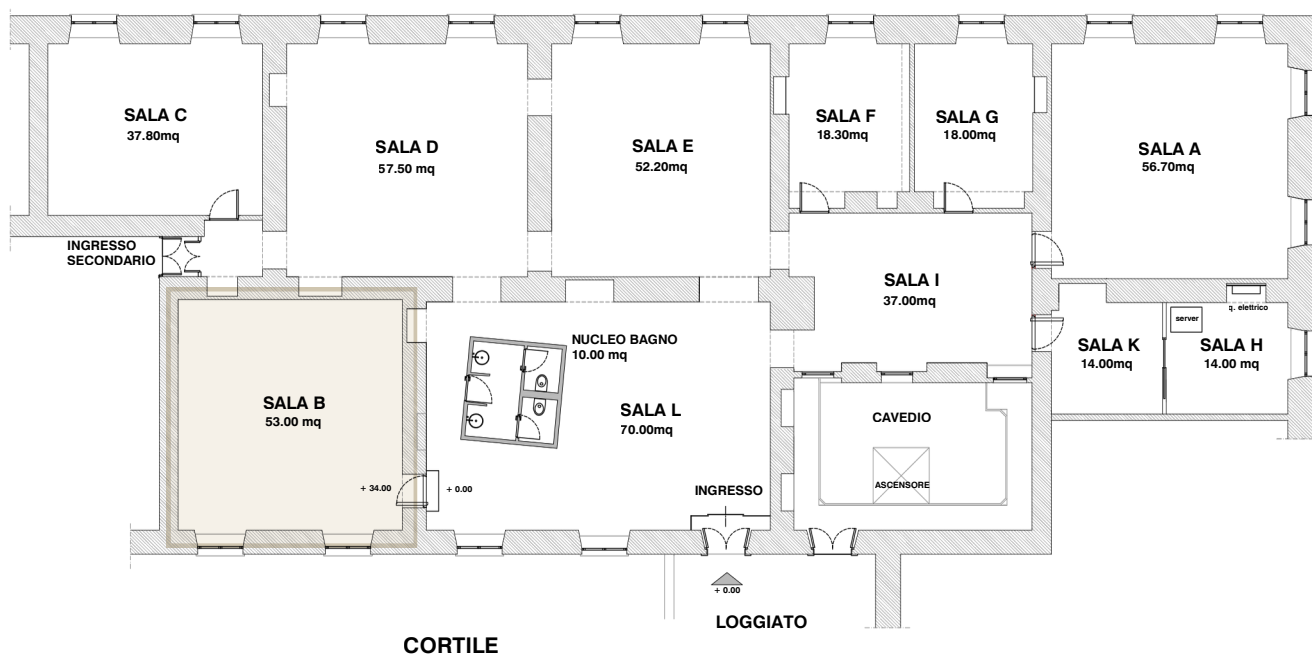 SALA C
37.80mq
SALA D
57.50 mq
SALA E
52.20mq
SALA F
18.30mq
SALA G
18.00mq
SALA A
56.70mq
INGRESSO
SECONDARIO
SALA I
37.00mq
q. elettrico
server
SALA K
14.00mq
SALA H
14.00 mq
NUCLEO BAGNO
10.00 mq
SALA B
53.00 mq
SALA L
70.00mq
CAVEDIO
ASCENSORE
+ 34.00
+ 0.00
INGRESSO
+ 0.00
LOGGIATO
CORTILE